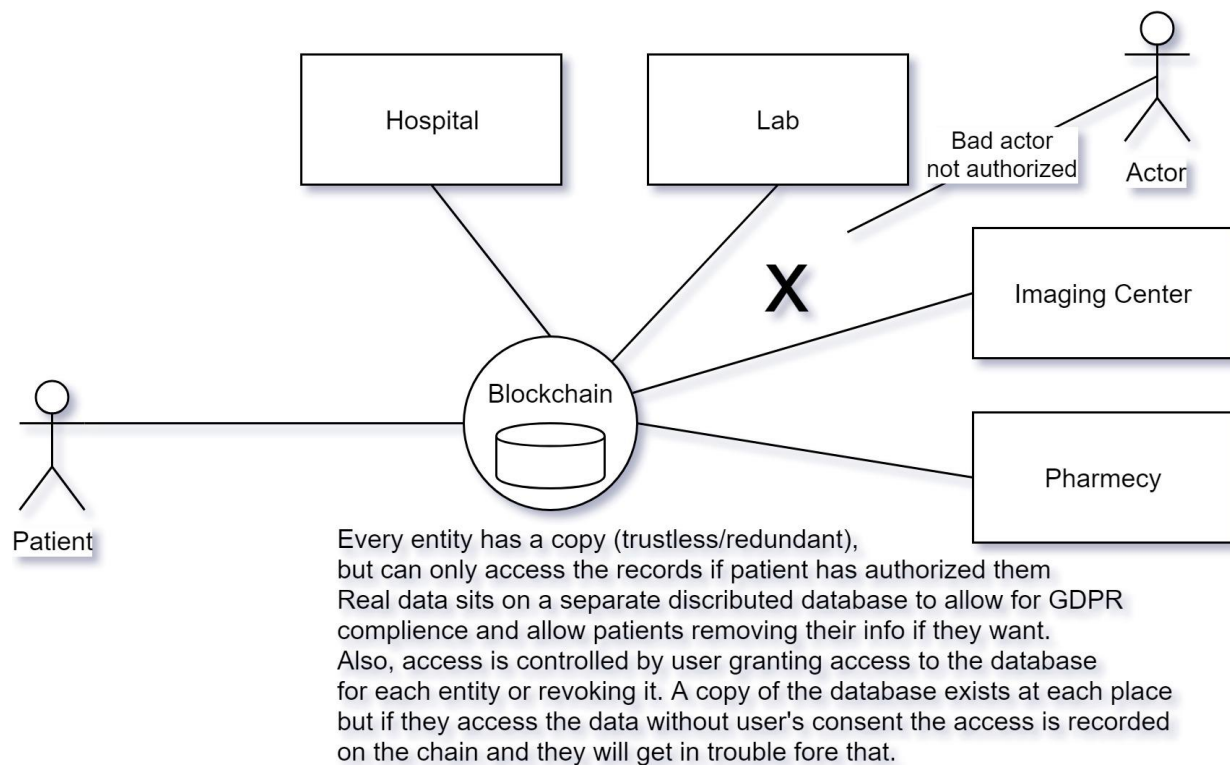 Hospital
Lab
Bad actor
not authorized
Actor
Imaging Center
X
Blockchain
Pharmecy
Patient
Every entity has a copy (trustless/redundant),
but can only access the records if patient has authorized them
Real data sits on a separate discributed database to allow for GDPR
complience and allow patients removing their info if they want.
Also, access is controlled by user granting access to the database
for each entity or revoking it. A copy of the database exists at each place
but if they access the data without user's consent the access is recorded
on the chain and they will get in trouble fore that.